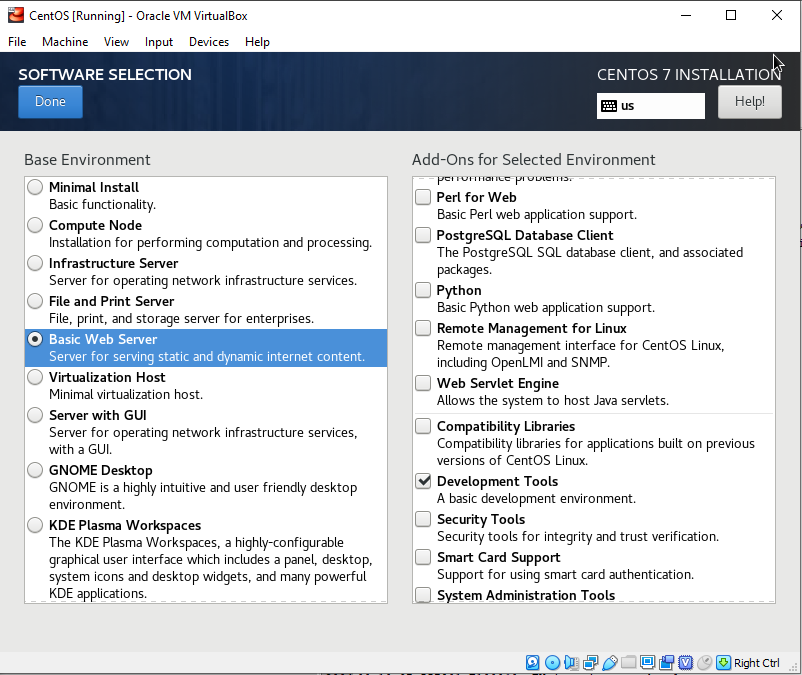 CentOS [Running] - Oracle VM VirtualBox
File Machine View Input Devices Help
SOFTWARE SELECTION
CENTOS 7 INSTALLATION
Done
us
Help!
Base Environment
Minimal Install
Basic functionality.
Compute Node
Installation for performing computation and processing.
Infrastructure Server
Server for operating network infrastructure services.
File and Print Server
File, print, and storage server for enterprises.
Basic Web Server
Server for serving static and dynamic internet content.
Virtualization Host
Minimal virtualization host.
Server with GUI
Server for operating network infrastructure services,
with a GUI.
GNOME Desktop
GNOME is a highly intuitive and user friendly desktop
environment.
KDE Plasma Workspaces
The KDE Plasma Workspaces, a highly-configurable
graphical user interface which includes a panel, desktop,
system icons and desktop widgets, and many powerful
KDE applications.
Add-Ons for Selected Environment
performance problems.
Perl for Web
Basic Perl web application support.
PostgreSQL Database Client
The PostgreSQL SQL database client, and associated
packages.
Python
Basic Python web application support.
Remote Management for Linux
Remote management interface for CentOS Linux,
including OpenLMI and SNMP.
Web Servlet Engine
Allows the system to host Java servlets.
Compatibility Libraries
Compatibility libraries for applications built on previous
versions of CentOS Linux.
Development Tools
A basic development environment.
Security Tools
Security tools for integrity and trust verification.
Smart Card Support
Support for using smart card authentication.
System Administration Tools
Right Ctrl